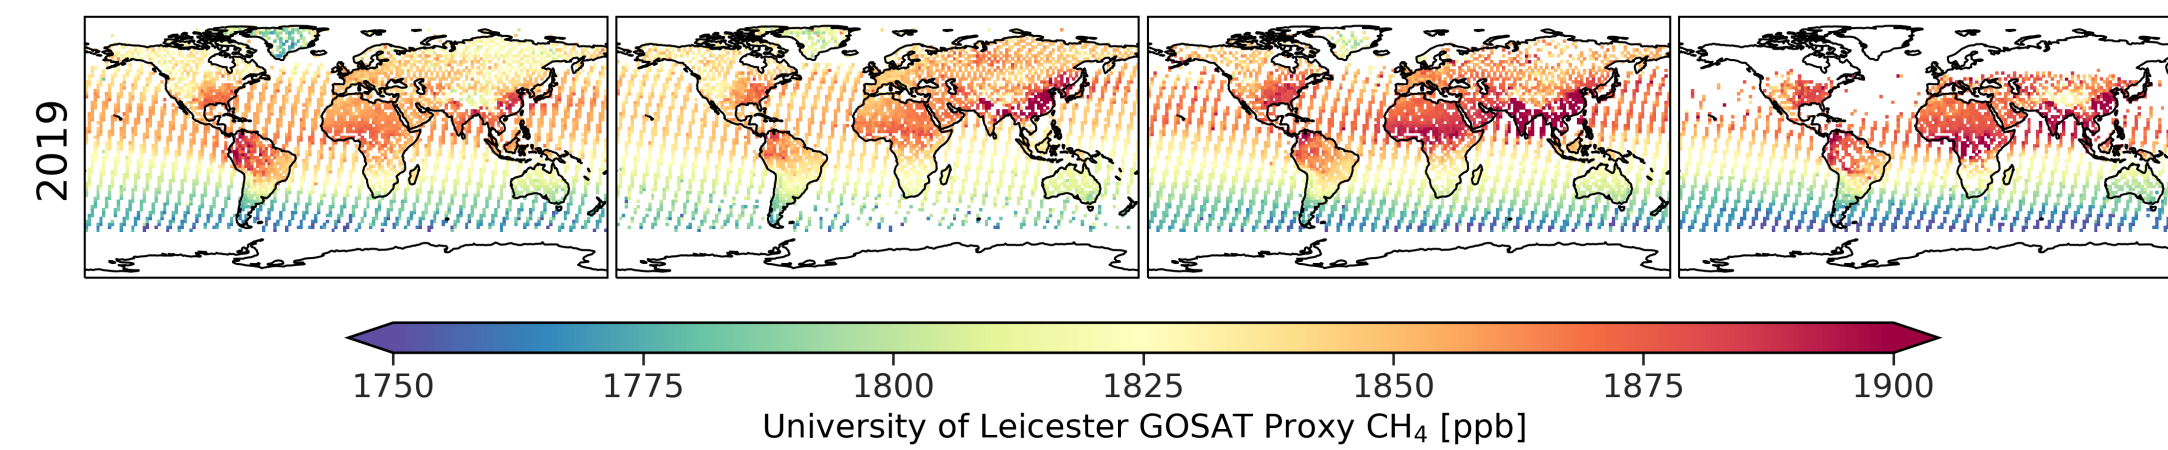 2019
1750 1775 1800 1825 1850 1875 1900
University of Leicester GOSAT Proxy CH₄ [ppb]